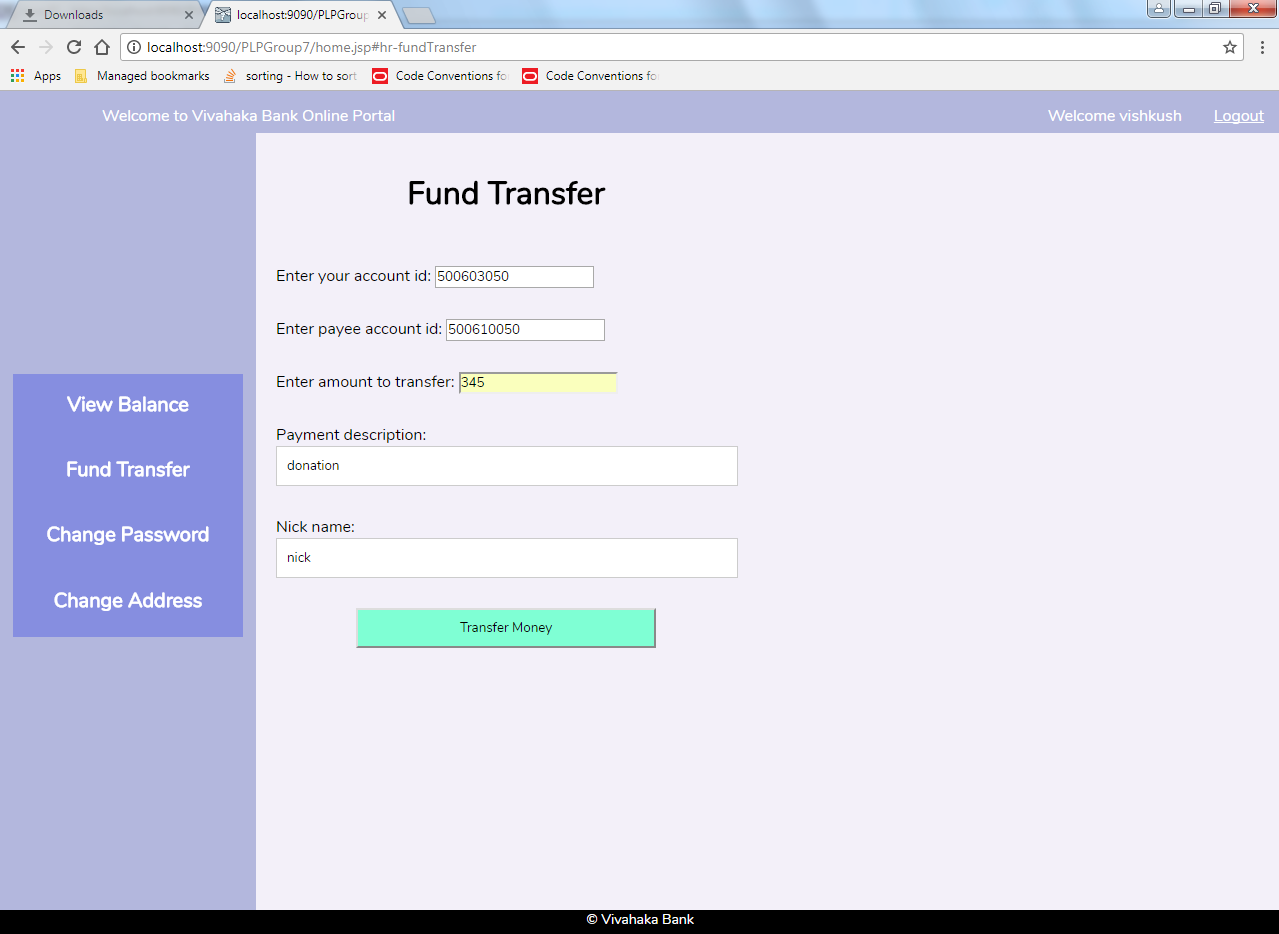 Downloads
localhost:9090/PLPGroup
localhost:9090/PLPGroup7/home.jsp#hr-fundTransfer
Apps Managed bookmarks sorting - How to sort Code Conventions fo Code Conventions fo
Welcome to Vivahaka Bank Online Portal Welcome vishkush Logout
Fund Transfer
Enter your account id: 500603050
Enter payee account id: 500610050
Enter amount to transfer: 345
Payment description:
donation
Nick name:
nick
Transfer Money
View Balance
Fund Transfer
Change Password
Change Address
© Vivahaka Bank